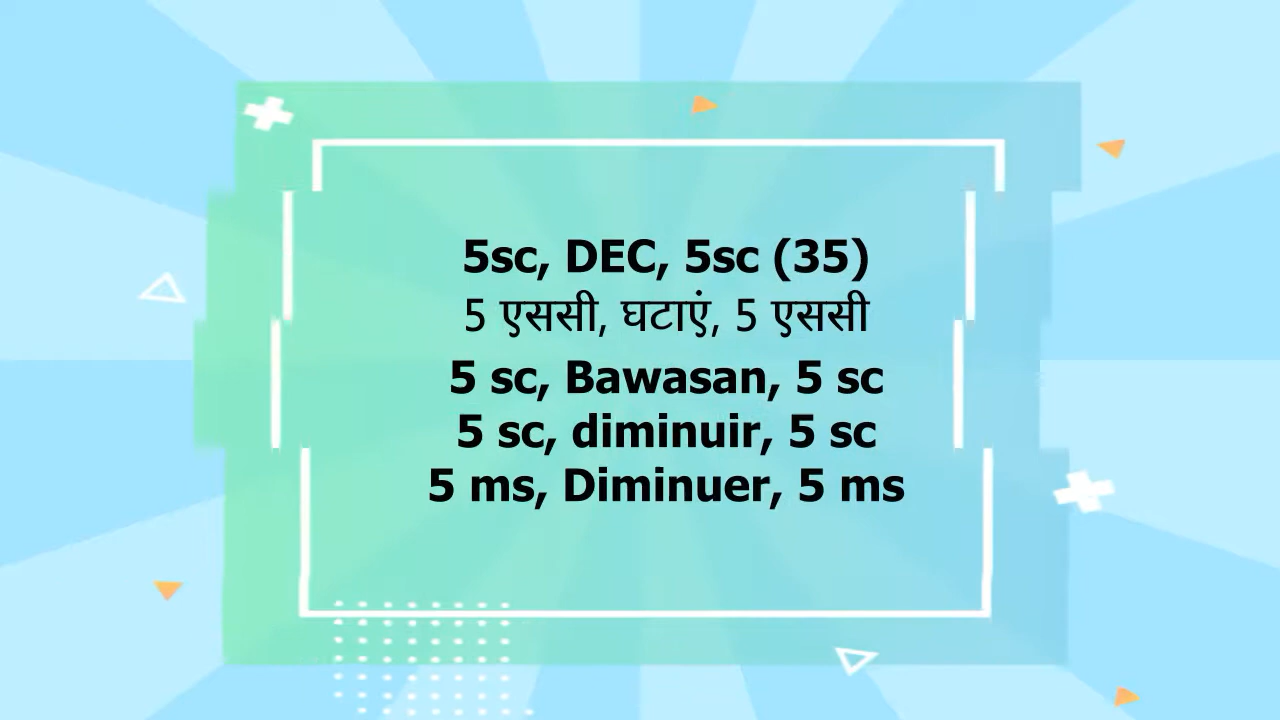 5sc, DEC, 5sc (35)
5 एससी, घटाएं, 5 एससी
5 sc, Bawasan, 5 sc
5 sc, diminuir, 5 sc
5 ms, Diminuer, 5 ms